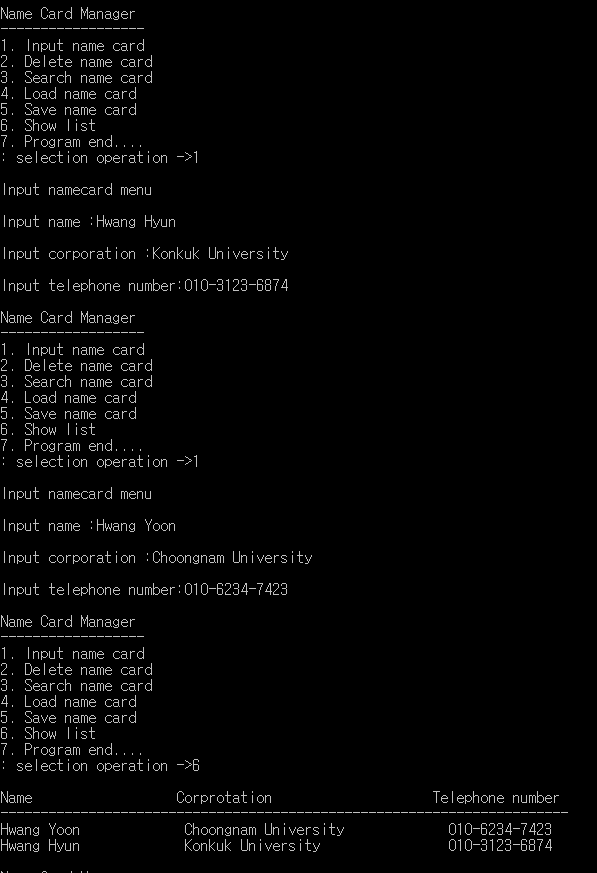 Name Card Manager
------------------
1. Input name card
2. Delete name card
3. Search name card
4. Load name card
5. Save name card
6. Show list
7. Program end....
: selection operation ->1
Input namecard menu
Input name :Hwang Hyun
Input corporation :Konkuk University
Input telephone number:010-3123-6874
Name Card Manager
------------------
1. Input name card
2. Delete name card
3. Search name card
4. Load name card
5. Save name card
6. Show list
7. Program end....
: selection operation ->1
Input namecard menu
Input name :Hwang Yoon
Input corporation :Choongnam University
Input telephone number:010-6234-7423
Name Card Manager
------------------
1. Input name card
2. Delete name card
3. Search name card
4. Load name card
5. Save name card
6. Show list
7. Program end....
: selection operation ->6
Name Corprotation Telephone number
-----------------------------------------------------------------------
Hwang Yoon Choongnam University 010-6234-7423
Hwang Hyun Konkuk University 010-3123-6874